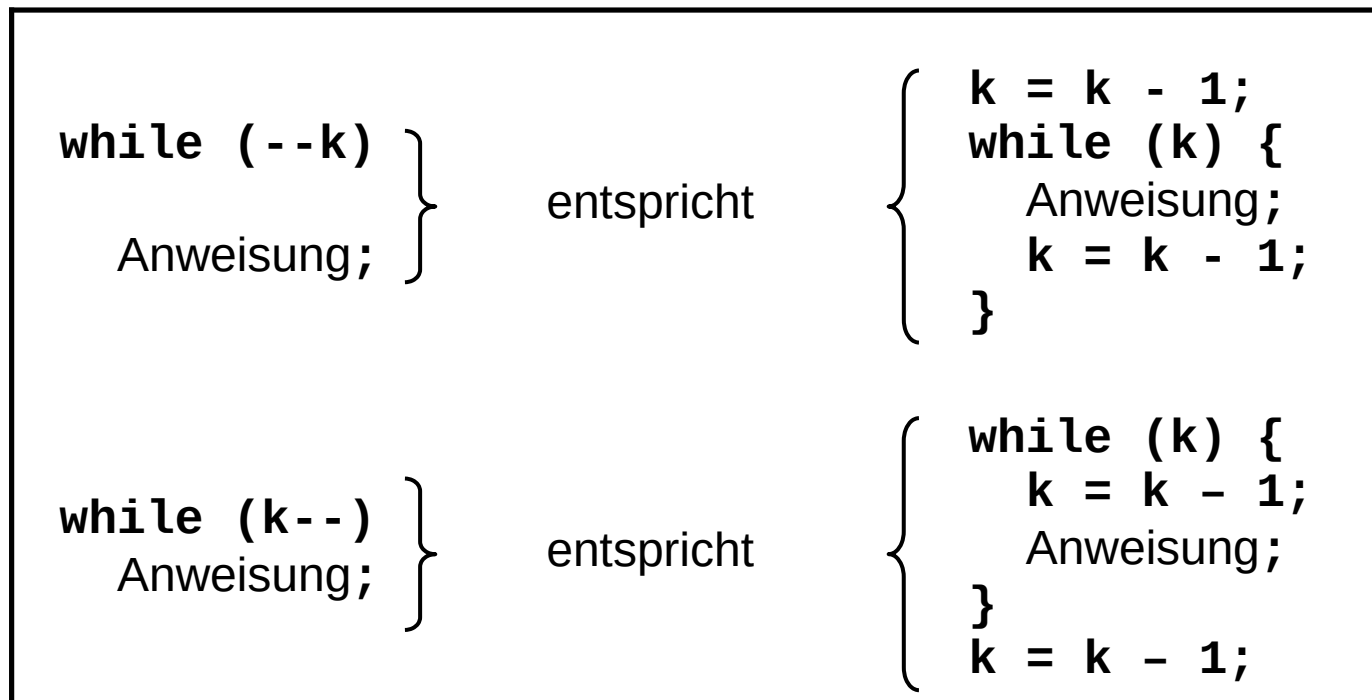 while (--k)
Anweisung;
entspricht
k = k - 1;
while (k) {
Anweisung;
k = k - 1;
}
while (k--)
Anweisung;
entspricht
while (k) {
k = k – 1;
Anweisung;
}
k = k – 1;